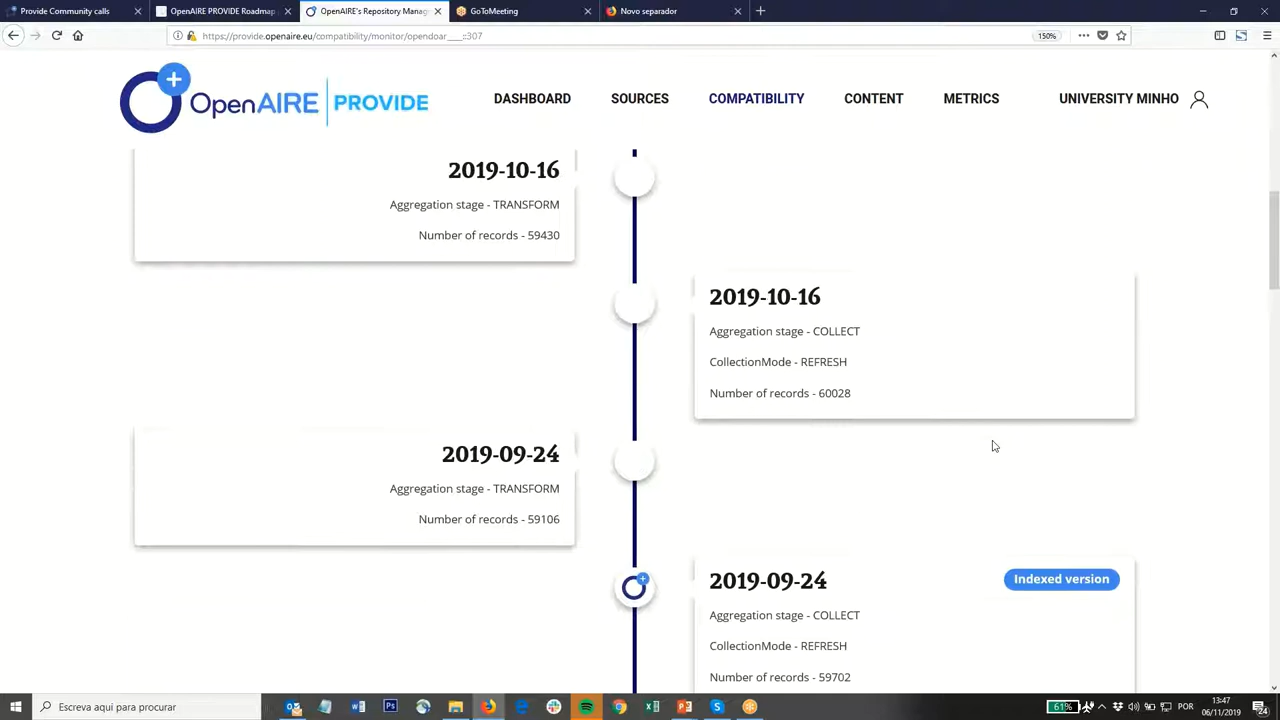 Provide Community calls
OpenAIRE PROVIDE Roadmap
OpenAIRE's Repository Manag
GoToMeeting
Novo separador
https://provide.openaire.eu/compatibility/monitor/opendoar____::307
150%
OpenAIRE PROVIDE
DASHBOARD
SOURCES
COMPATIBILITY
CONTENT
METRICS
UNIVERSITY MINHO
2019-10-16
Aggregation stage - TRANSFORM
Number of records - 59430
2019-10-16
Aggregation stage - COLLECT
CollectionMode - REFRESH
Number of records - 60028
2019-09-24
Aggregation stage - TRANSFORM
Number of records - 59106
2019-09-24
Indexed version
Aggregation stage - COLLECT
CollectionMode - REFRESH
Number of records - 59702
Escreva aqui para procurar
61%
POR
13:47
06/11/2019
24